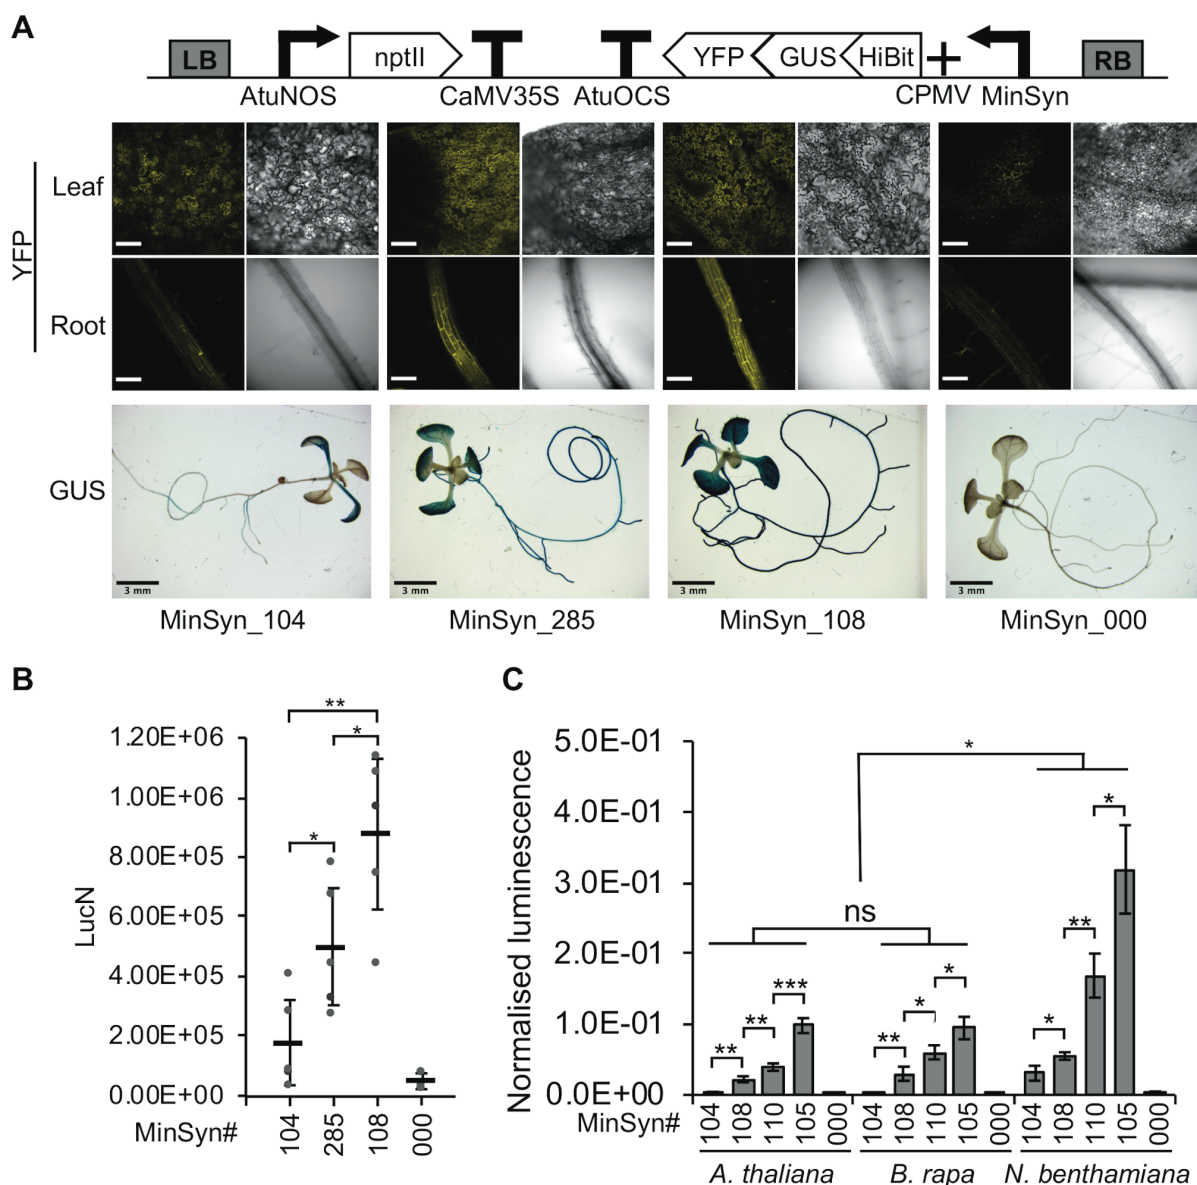 A
LB
nptII
YFP
GUS
HiBit
RB
AtuNOS
CaMV35S
AtuOCS
CPMV
MinSyn
YFP
Leaf
Root
GUS
3 mm
3 mm
3 mm
3 mm
MinSyn_104
MinSyn_285
MinSyn_108
MinSyn_000
B
LucN
1.20E+06
1.00E+06
8.00E+05
6.00E+05
4.00E+05
2.00E+05
0.00E+00
**
*
*
MinSyn#
104
285
108
000
C
Normalised luminescence
5.0E-01
4.0E-01
3.0E-01
2.0E-01
1.0E-01
0.0E+00
*
*
ns
**
*
***
*
**
*
**
**
*
MinSyn#
104
108
110
105
000
104
108
110
105
000
104
108
110
105
000
A. thaliana
B. rapa
N. benthamiana